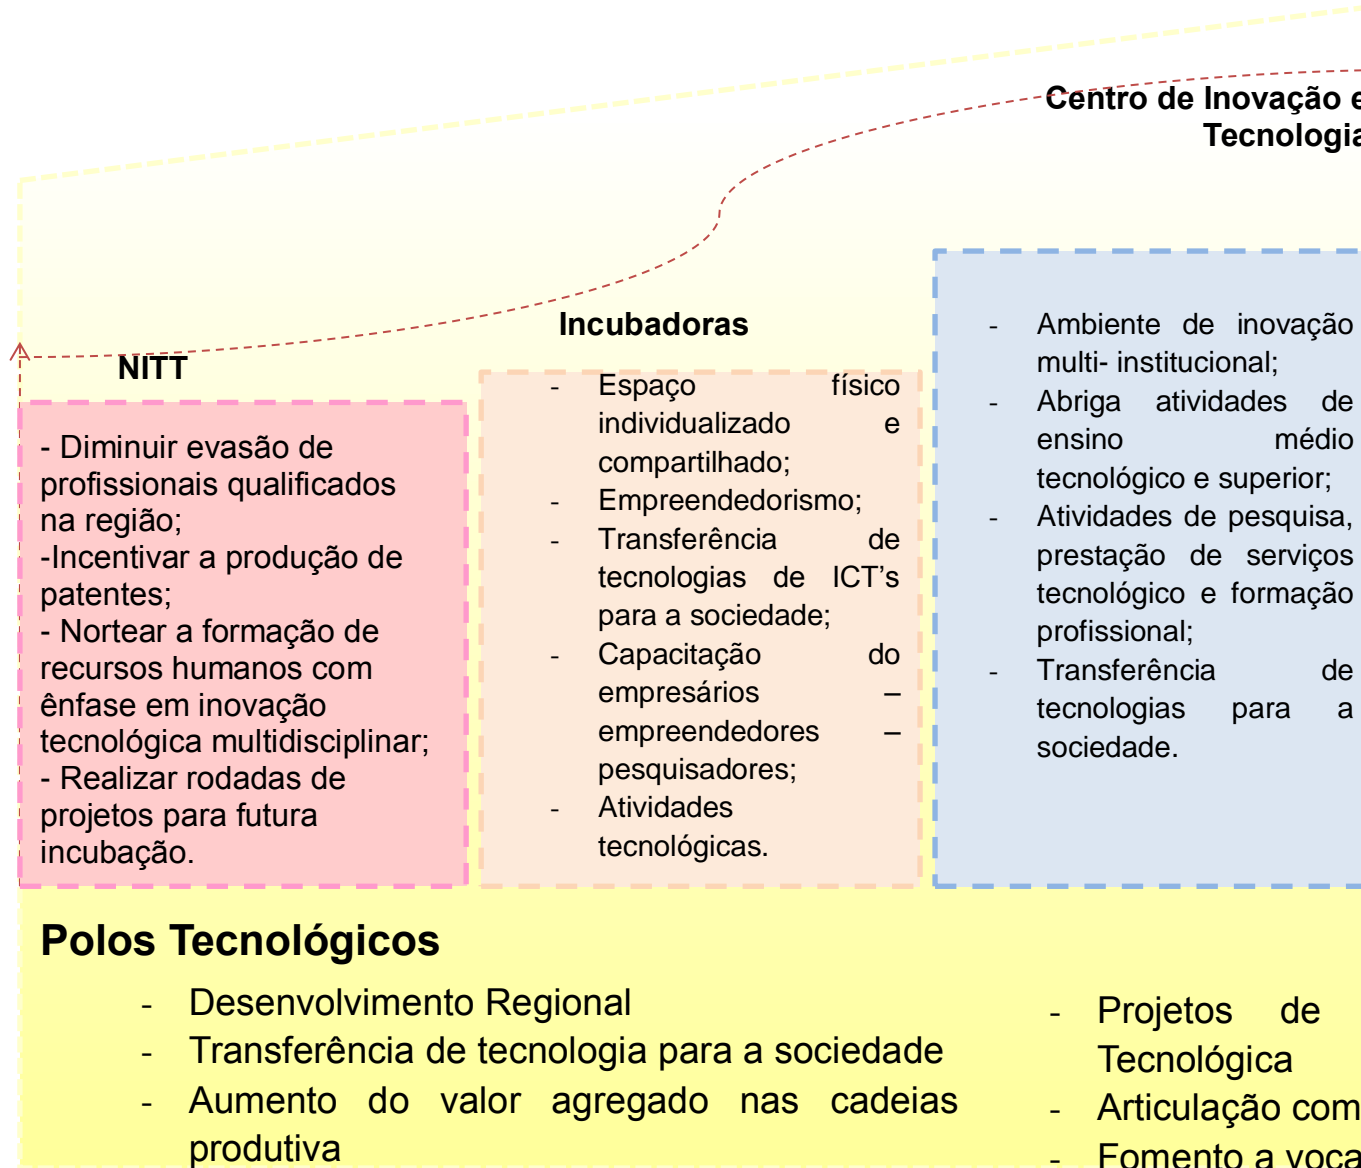 Centro de Inovação e
Tecnologia
NITT
- Diminuir evasão de
profissionais qualificados
na região;
-Incentivar a produção de
patentes;
- Nortear a formação de
recursos humanos com
ênfase em inovação
tecnológica multidisciplinar;
- Realizar rodadas de
projetos para futura
incubação.
Incubadoras
- Espaço físico
individualizado e
compartilhado;
- Empreendedorismo;
- Transferência de
tecnologias de ICT’s
para a sociedade;
- Capacitação do
empresários –
empreendedores –
pesquisadores;
- Atividades
tecnológicas.
- Ambiente de inovação
multi- institucional;
- Abriga atividades de
ensino médio
tecnológico e superior;
- Atividades de pesquisa,
prestação de serviços
tecnológico e formação
profissional;
- Transferência de
tecnologias para a
sociedade.
Polos Tecnológicos
- Desenvolvimento Regional
- Transferência de tecnologia para a sociedade
- Aumento do valor agregado nas cadeias
produtiva
- Projetos de
Tecnológica
- Articulação com
- Fomento a